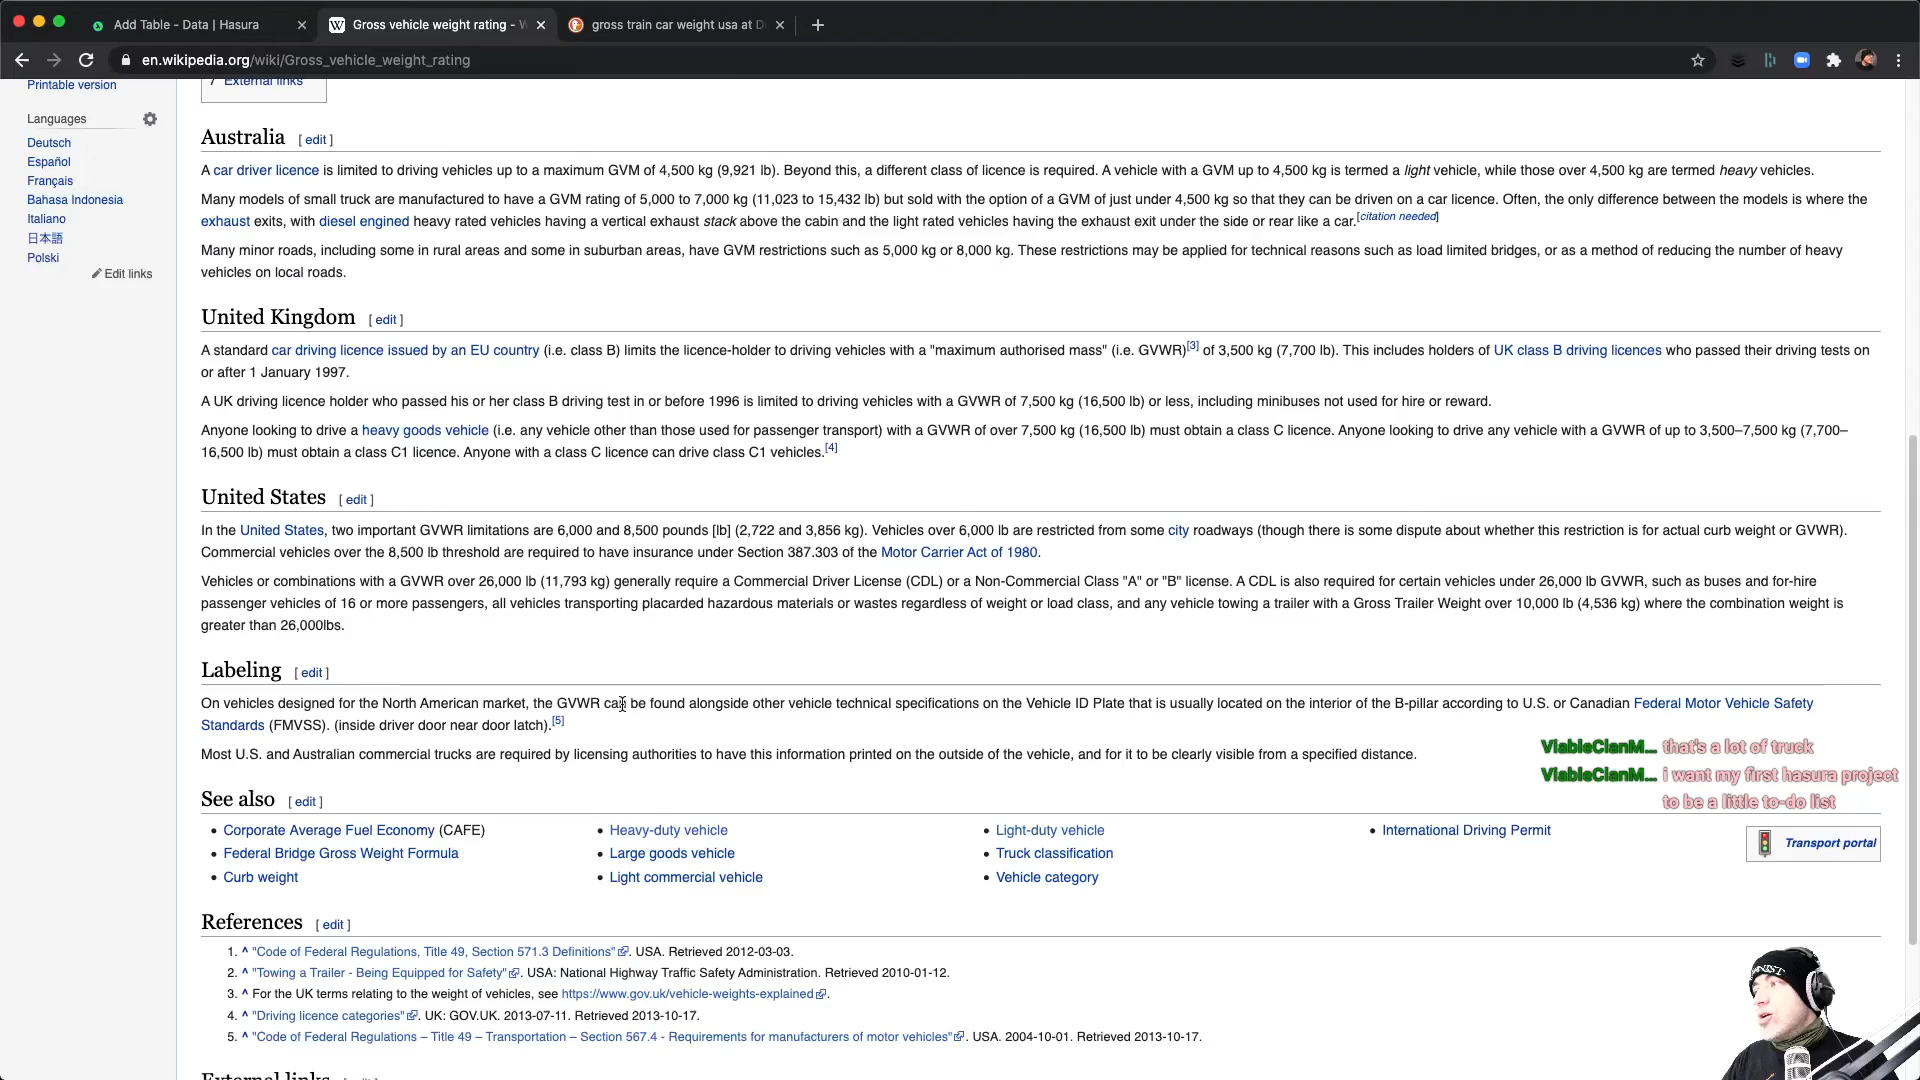 Add Table - Data | Hasura
Gross vehicle weight rating -
gross train car weight usa at
en.wikipedia.org/wiki/Gross_vehicle_weight_rating
Printable version
Languages
Deutsch
Español
Français
Bahasa Indonesia
Italiano
日本語
Polski
Edit links
7 External links
Australia [ edit ]
A car driver licence is limited to driving vehicles up to a maximum GVM of 4,500 kg (9,921 lb). Beyond this, a different class of licence is required. A vehicle with a GVM up to 4,500 kg is termed a light vehicle, while those over 4,500 kg are termed heavy vehicles.
Many models of small truck are manufactured to have a GVM rating of 5,000 to 7,000 kg (11,023 to 15,432 lb) but sold with the option of a GVM of just under 4,500 kg so that they can be driven on a car licence. Often, the only difference between the models is where the
exhaust exits, with diesel engined heavy rated vehicles having a vertical exhaust stack above the cabin and the light rated vehicles having the exhaust exit under the side or rear like a car.[citation needed]
Many minor roads, including some in rural areas and some in suburban areas, have GVM restrictions such as 5,000 kg or 8,000 kg. These restrictions may be applied for technical reasons such as load limited bridges, or as a method of reducing the number of heavy
vehicles on local roads.
United Kingdom [ edit ]
A standard car driving licence issued by an EU country (i.e. class B) limits the licence-holder to driving vehicles with a "maximum authorised mass" (i.e. GVWR)[3] of 3,500 kg (7,700 lb). This includes holders of UK class B driving licences who passed their driving tests on
or after 1 January 1997.
A UK driving licence holder who passed his or her class B driving test in or before 1996 is limited to driving vehicles with a GVWR of 7,500 kg (16,500 lb) or less, including minibuses not used for hire or reward.
Anyone looking to drive a heavy goods vehicle (i.e. any vehicle other than those used for passenger transport) with a GVWR of over 7,500 kg (16,500 lb) must obtain a class C licence. Anyone looking to drive any vehicle with a GVWR of up to 3,500–7,500 kg (7,700–
16,500 lb) must obtain a class C1 licence. Anyone with a class C licence can drive class C1 vehicles.[4]
United States [ edit ]
In the United States, two important GVWR limitations are 6,000 and 8,500 pounds [lb] (2,722 and 3,856 kg). Vehicles over 6,000 lb are restricted from some city roadways (though there is some dispute about whether this restriction is for actual curb weight or GVWR).
Commercial vehicles over the 8,500 lb threshold are required to have insurance under Section 387.303 of the Motor Carrier Act of 1980.
Vehicles or combinations with a GVWR over 26,000 lb (11,793 kg) generally require a Commercial Driver License (CDL) or a Non-Commercial Class "A" or "B" license. A CDL is also required for certain vehicles under 26,000 lb GVWR, such as buses and for-hire
passenger vehicles of 16 or more passengers, all vehicles transporting placarded hazardous materials or wastes regardless of weight or load class, and any vehicle towing a trailer with a Gross Trailer Weight over 10,000 lb (4,536 kg) where the combination weight is
greater than 26,000lbs.
Labeling [ edit ]
On vehicles designed for the North American market, the GVWR can be found alongside other vehicle technical specifications on the Vehicle ID Plate that is usually located on the interior of the B-pillar according to U.S. or Canadian Federal Motor Vehicle Safety
Standards (FMVSS). (inside driver door near door latch).[5]
Most U.S. and Australian commercial trucks are required by licensing authorities to have this information printed on the outside of the vehicle, and for it to be clearly visible from a specified distance.
ViableClanM... that's a lot of truck
ViableClanM... i want my first hasura project
to be a little to-do list
See also [ edit ]
Corporate Average Fuel Economy (CAFE)
Federal Bridge Gross Weight Formula
Curb weight
Heavy-duty vehicle
Large goods vehicle
Light commercial vehicle
Light-duty vehicle
Truck classification
Vehicle category
International Driving Permit
Transport portal
References [ edit ]
1. ^ "Code of Federal Regulations, Title 49, Section 571.3 Definitions". USA. Retrieved 2012-03-03.
2. ^ "Towing a Trailer - Being Equipped for Safety". USA: National Highway Traffic Safety Administration. Retrieved 2010-01-12.
3. ^ For the UK terms relating to the weight of vehicles, see https://www.gov.uk/vehicle-weights-explained.
4. ^ "Driving licence categories". UK: GOV.UK. 2013-07-11. Retrieved 2013-10-17.
5. ^ "Code of Federal Regulations – Title 49 – Transportation – Section 567.4 - Requirements for manufacturers of motor vehicles". USA. 2004-10-01. Retrieved 2013-10-17.
External links